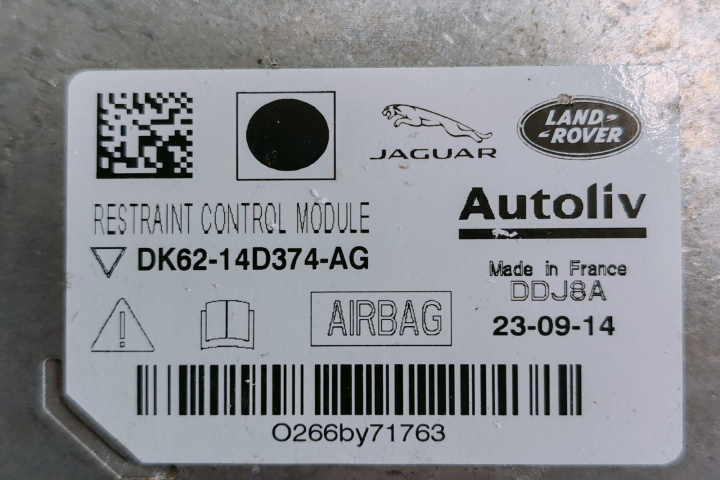 JAGUAR
LAND-
-ROVER
Autoliv
RESTRAINT CONTROL MODULE
DK62-14D374-AG
Made in France
DDJ8A
AIRBAG
23-09-14
O266by71763